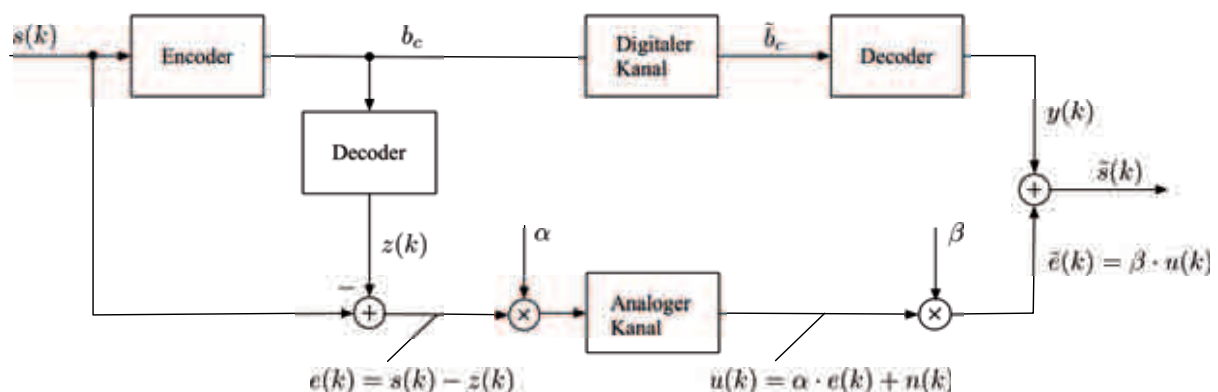 s(k)
Encoder
b_c
Digitaler
Kanal
b̃_c
Decoder
y(k)
Decoder
s̃(k)
z(k)
α
β
ẽ(k) = β · u(k)
−
+
+
×
Analoger
Kanal
×
e(k) = s(k) − z(k)
u(k) = α · e(k) + n(k)